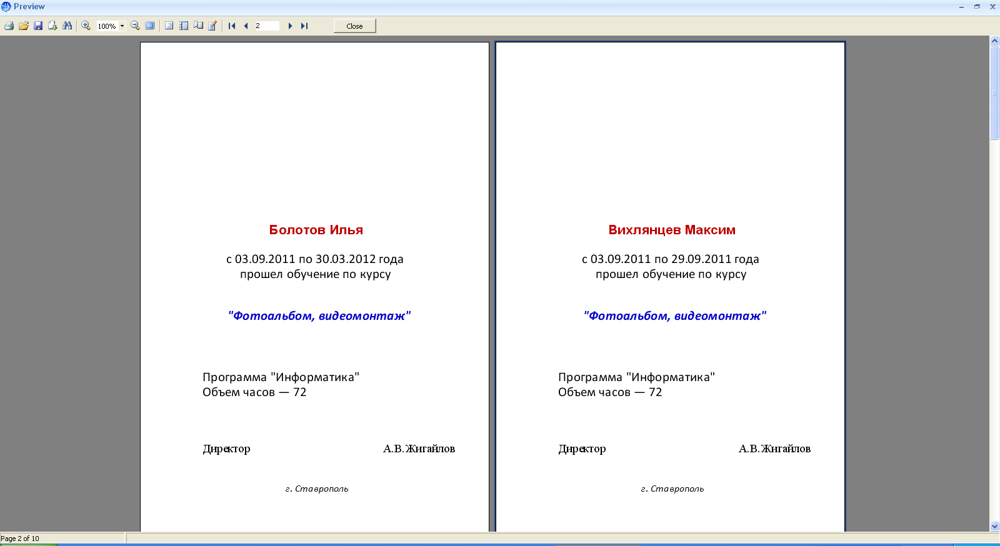 Preview
100%
2
Close
Болотов Илья
с 03.09.2011 по 30.03.2012 года
прошел обучение по курсу
"Фотоальбом, видеомонтаж"
Программа "Информатика"
Объем часов — 72
Директор А.В.Жигайлов
г. Ставрополь
Вихлянцев Максим
с 03.09.2011 по 29.09.2011 года
прошел обучение по курсу
"Фотоальбом, видеомонтаж"
Программа "Информатика"
Объем часов — 72
Директор А.В.Жигайлов
г. Ставрополь
Page 2 of 10